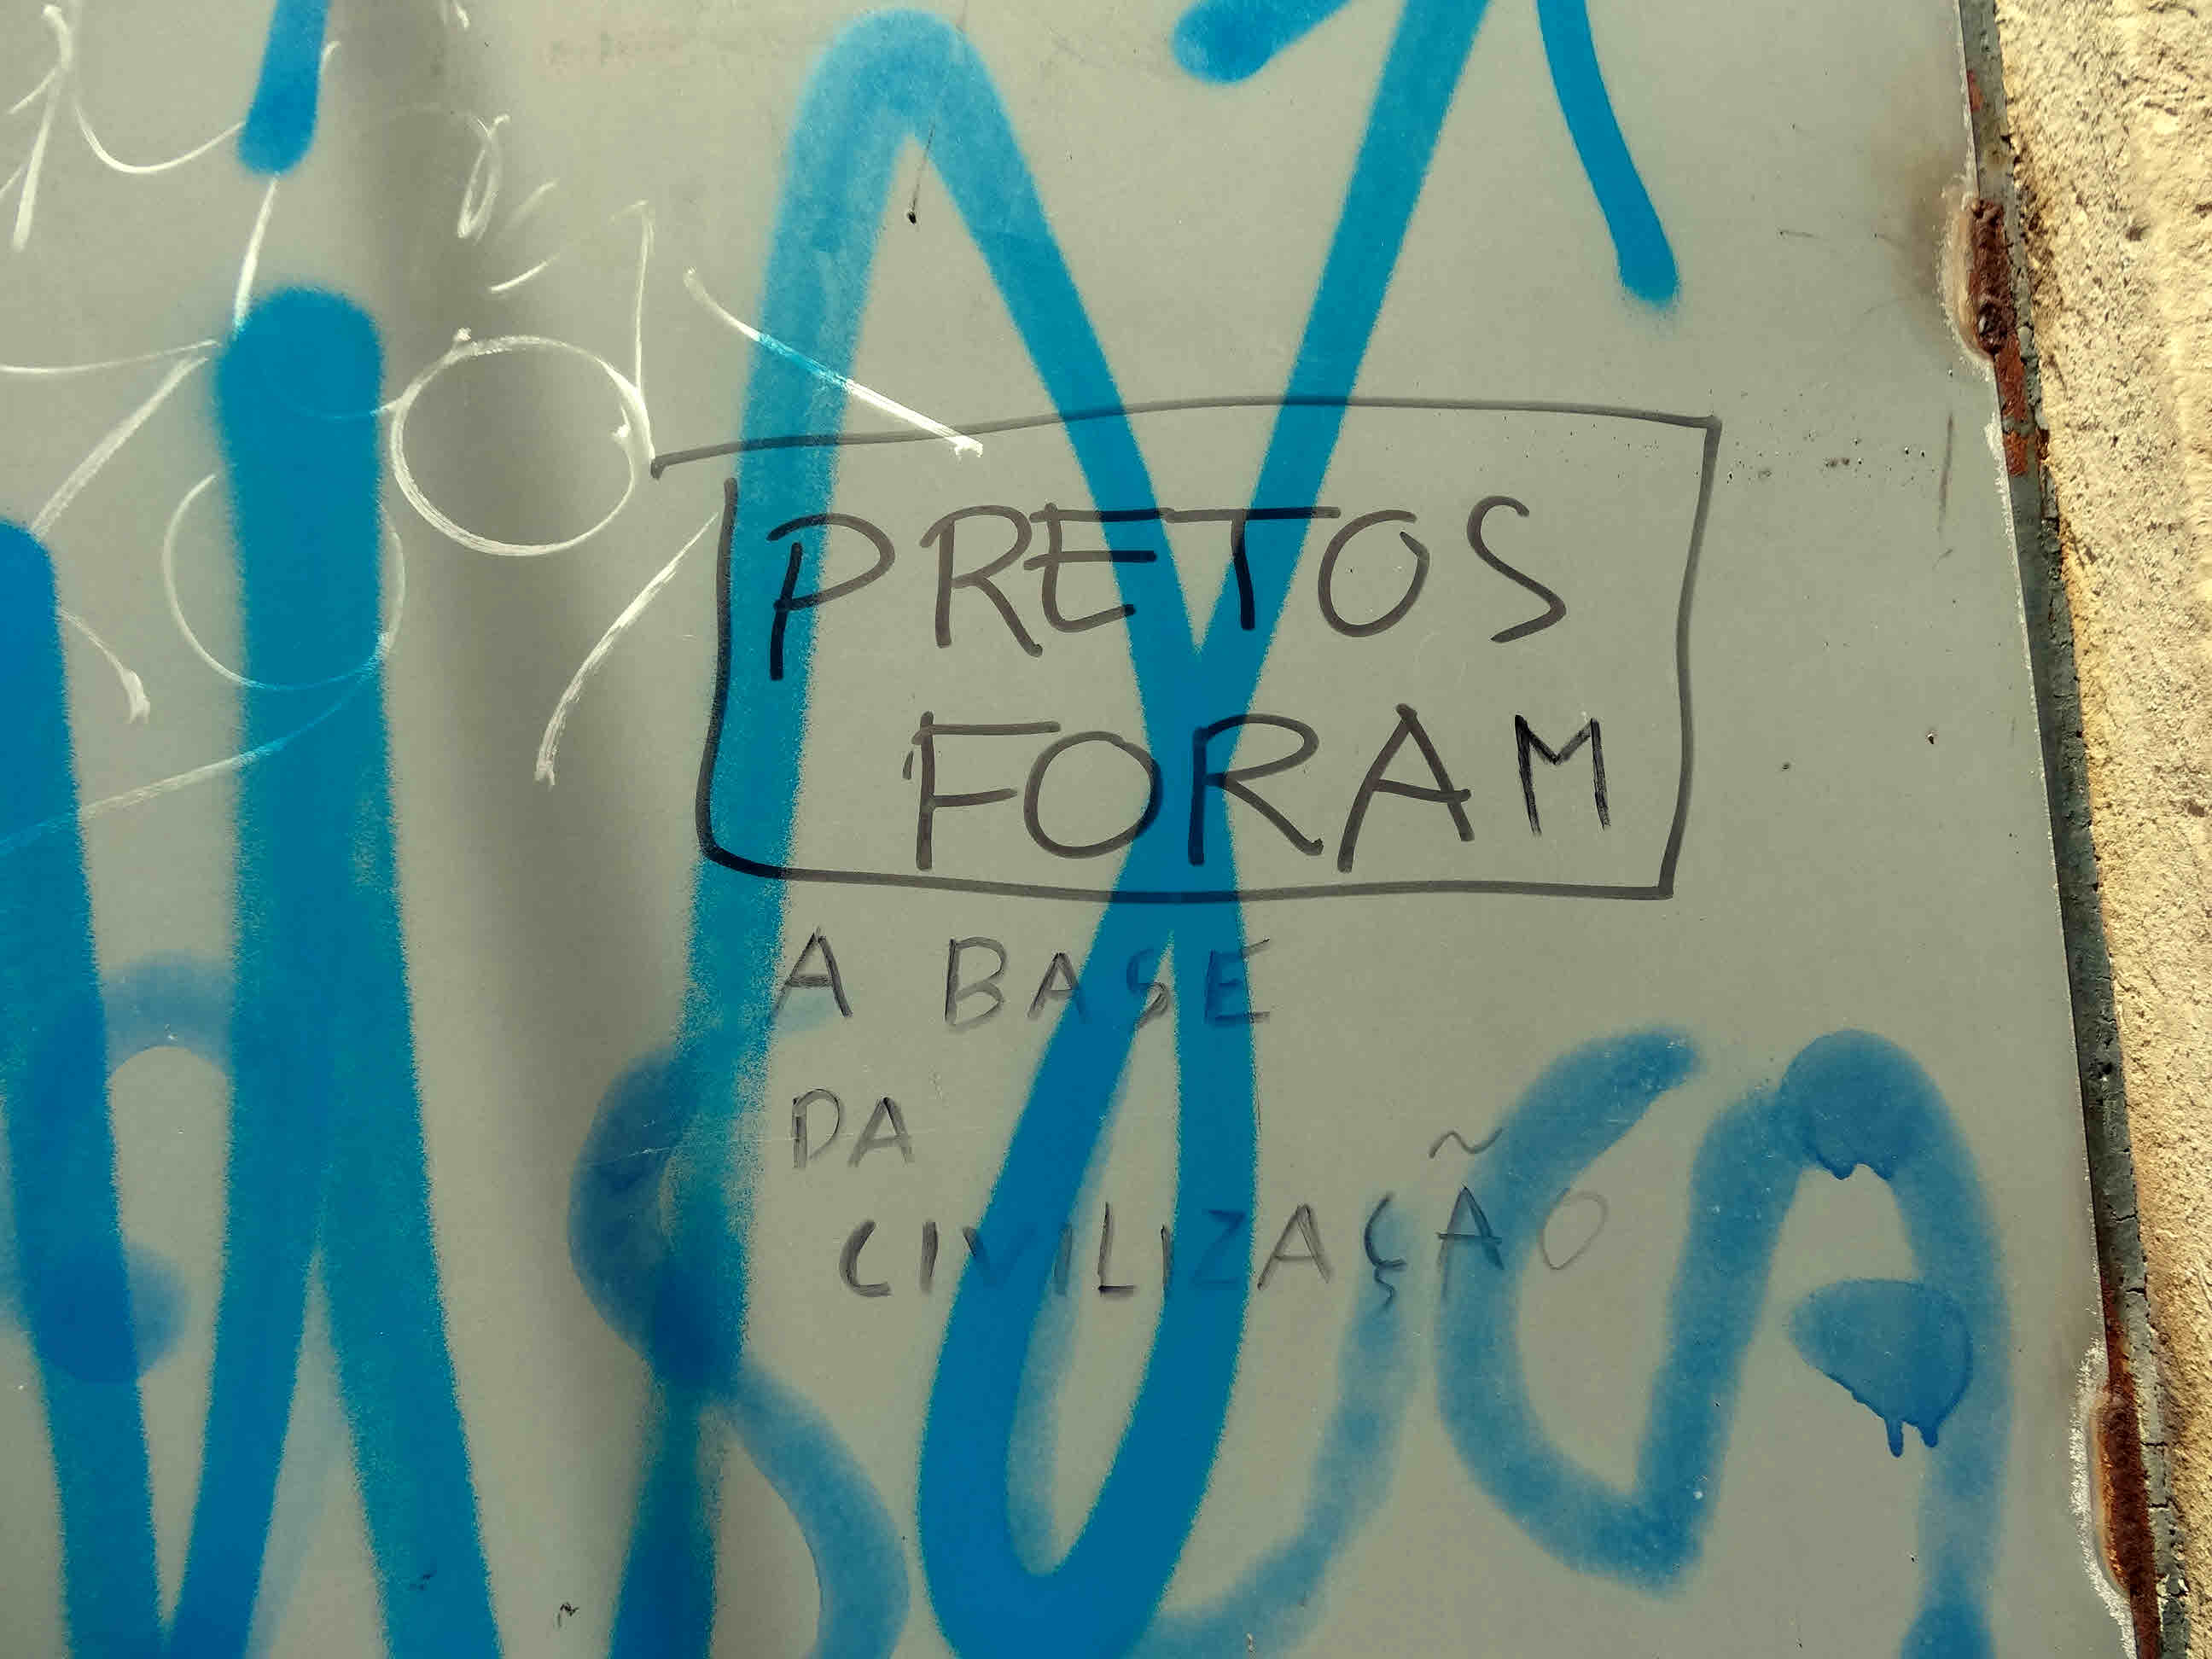 PRETOS
FORAM
A BASE
DA
CIVILIZAÇÃO